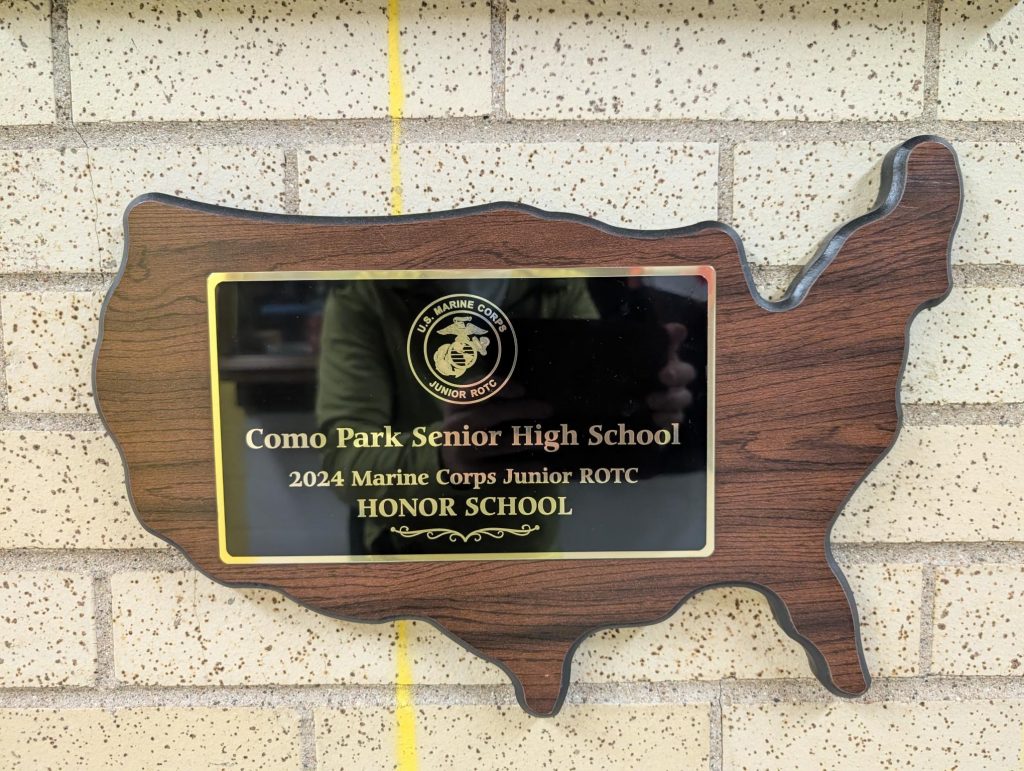 U.S. MARINE CORPS
JUNIOR ROTC
Como Park Senior High School
2024 Marine Corps Junior ROTC
HONOR SCHOOL